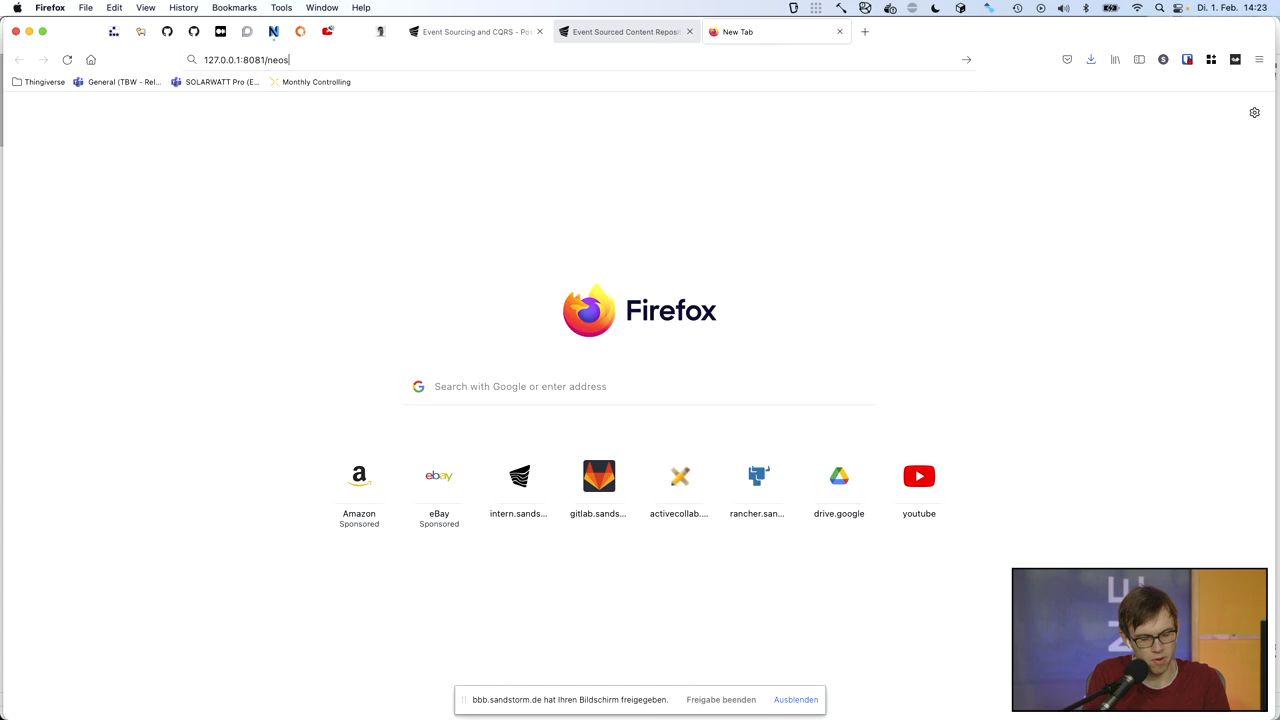 Firefox File Edit View History Bookmarks Tools Window Help Di. 1. Feb. 14:23
Event Sourcing and CQRS - Po
Event Sourced Content Reposit
New Tab
127.0.0.1:8081/neos
Thingiverse General (TBW - Rel... SOLARWATT Pro (E... Monthly Controlling
Firefox
Search with Google or enter address
Amazon
Sponsored
eBay
Sponsored
intern.sands...
gitlab.sands...
activecollab....
rancher.san...
drive.google
youtube
bbb.sandstorm.de hat Ihren Bildschirm freigegeben. Freigabe beenden Ausblenden